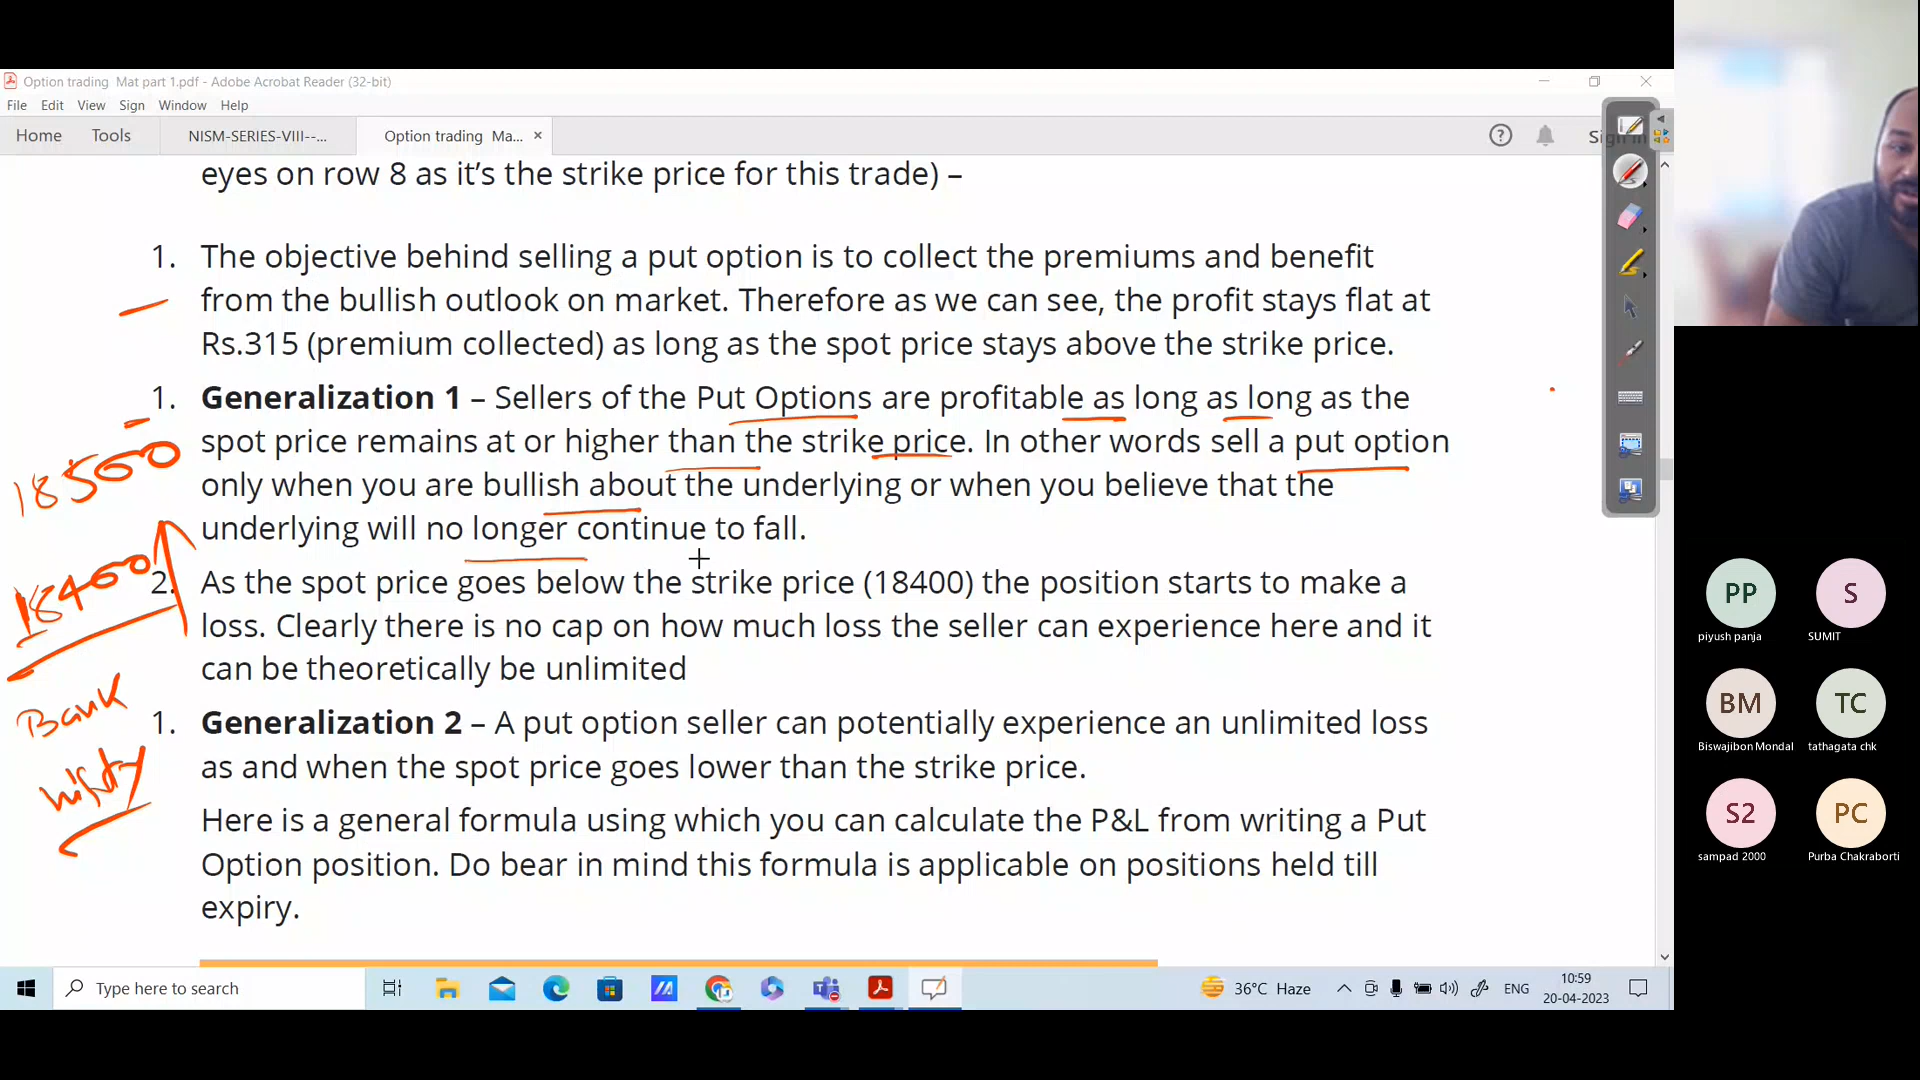 Option trading Mat part 1.pdf - Adobe Acrobat Reader (32-bit)
File Edit View Sign Window Help
Home Tools NISM-SERIES-VIII--... Option trading Ma... ×
eyes on row 8 as it’s the strike price for this trade) –
1. The objective behind selling a put option is to collect the premiums and benefit
from the bullish outlook on market. Therefore as we can see, the profit stays flat at
Rs.315 (premium collected) as long as the spot price stays above the strike price.
1. Generalization 1 – Sellers of the Put Options are profitable as long as long as the
spot price remains at or higher than the strike price. In other words sell a put option
only when you are bullish about the underlying or when you believe that the
underlying will no longer continue to fall.
2. As the spot price goes below the strike price (18400) the position starts to make a
loss. Clearly there is no cap on how much loss the seller can experience here and it
can be theoretically be unlimited
1. Generalization 2 – A put option seller can potentially experience an unlimited loss
as and when the spot price goes lower than the strike price.
Here is a general formula using which you can calculate the P&L from writing a Put
Option position. Do bear in mind this formula is applicable on positions held till
expiry.
18500
18400
Bank
nifty
PP
piyush panja
S
SUMIT
BM
Biswajibon Mondal
TC
tathagata chk
S2
sampad 2000
PC
Purba Chakraborti
Type here to search
36°C Haze
ENG
10:59
20-04-2023